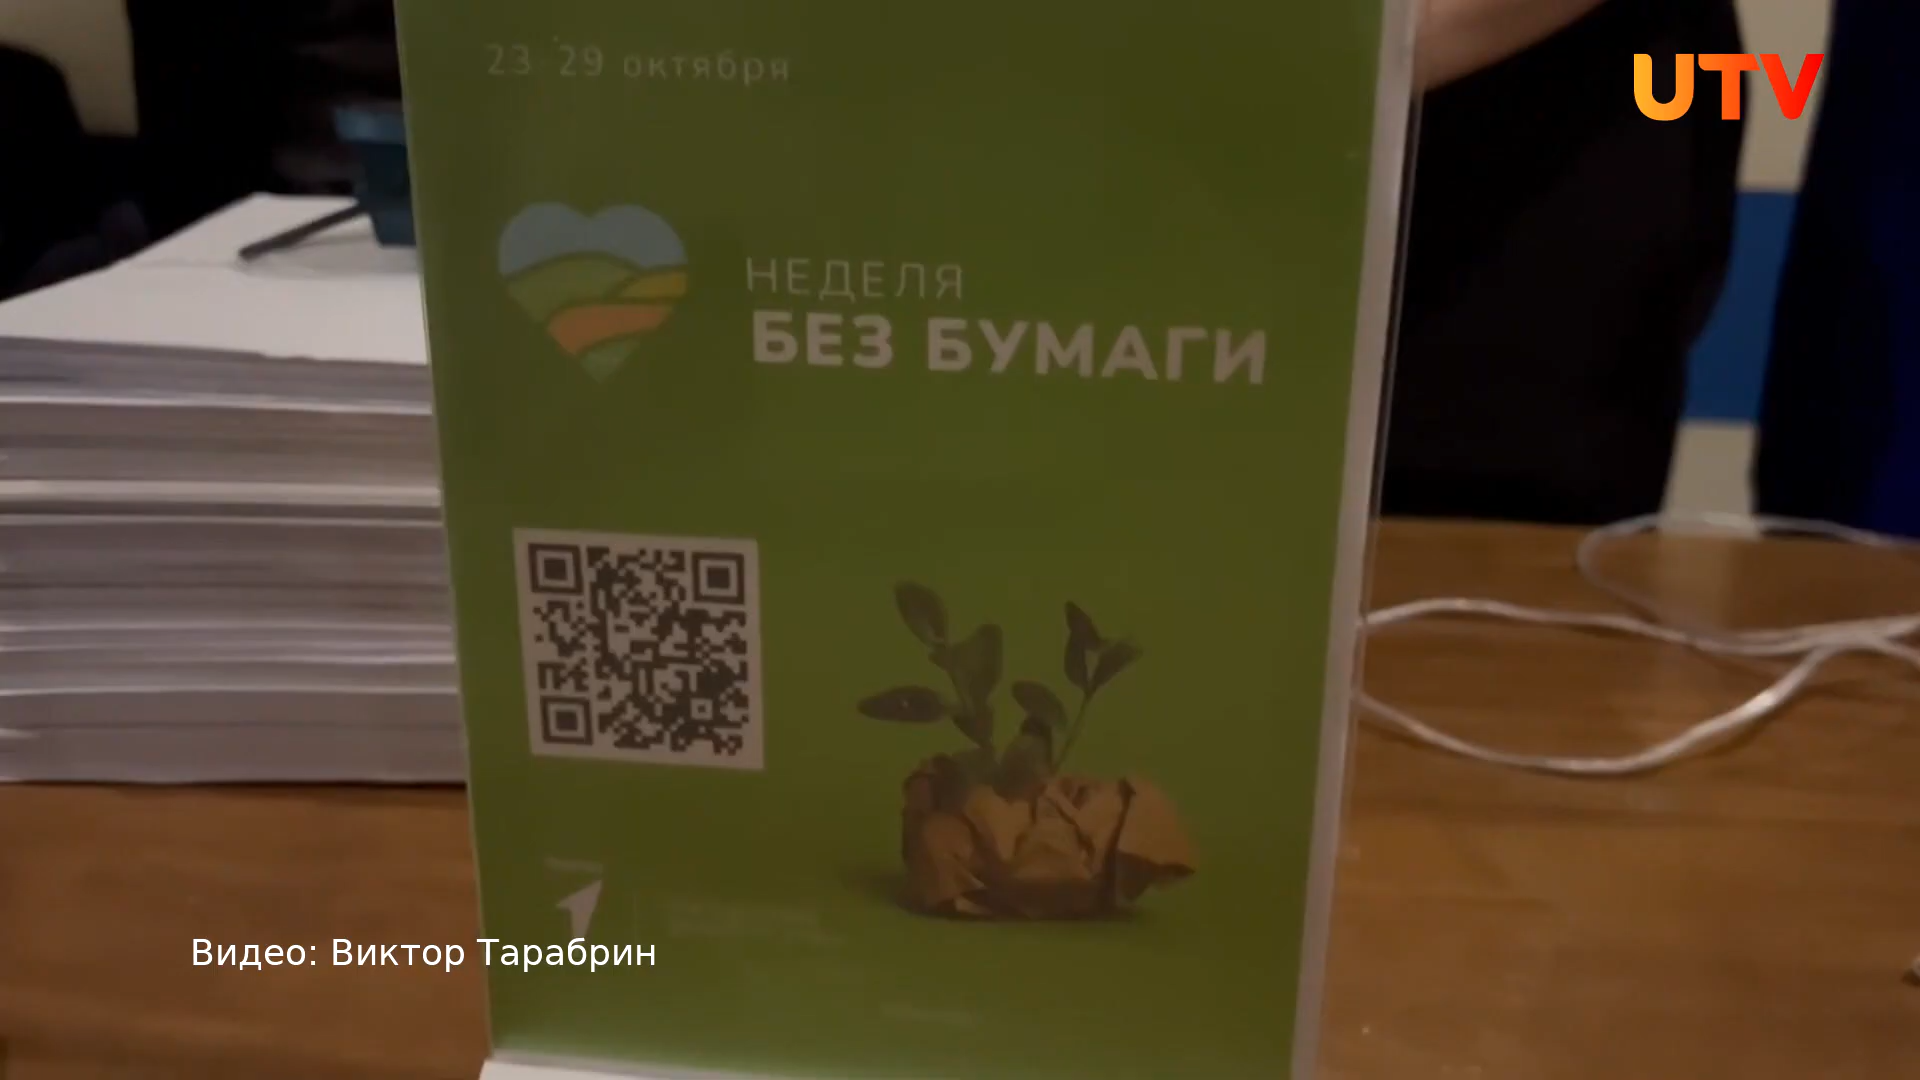 23-29 октября
UTV
НЕДЕЛЯ
БЕЗ БУМАГИ
Видео: Виктор Тарабрин